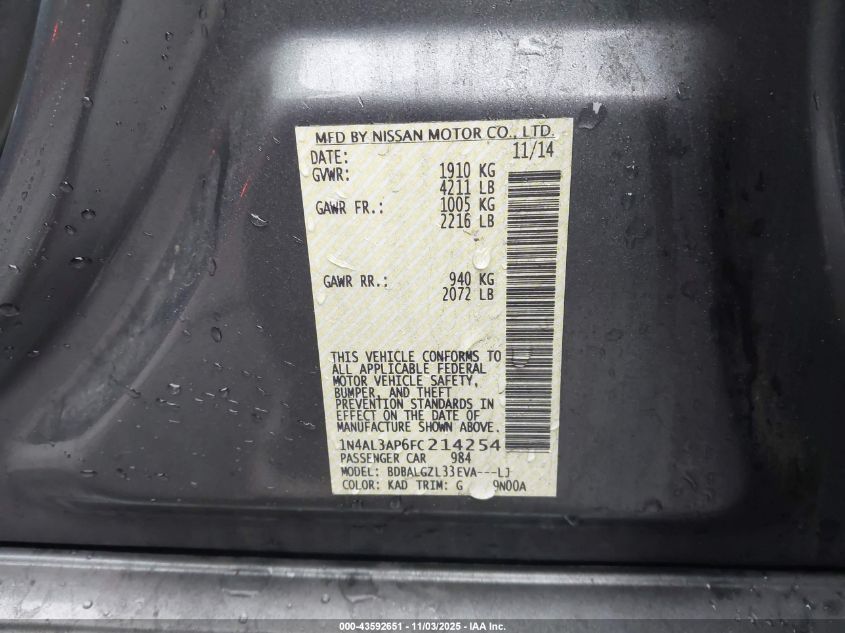 MFD BY NISSAN MOTOR CO., LTD.
DATE: 11/14
GVWR: 1910 KG
4211 LB
GAWR FR.: 1005 KG
2216 LB
GAWR RR.: 940 KG
2072 LB
THIS VEHICLE CONFORMS TO
ALL APPLICABLE FEDERAL
MOTOR VEHICLE SAFETY,
BUMPER, AND THEFT
PREVENTION STANDARDS IN
EFFECT ON THE DATE OF
MANUFACTURE SHOWN ABOVE.
1N4AL3AP6FC214254
PASSENGER CAR 984
MODEL: BDBALGZL33EVA---LJ
COLOR: KAD TRIM: G 9N00A
000-43592651 - 11/03/2025 - IAA Inc.